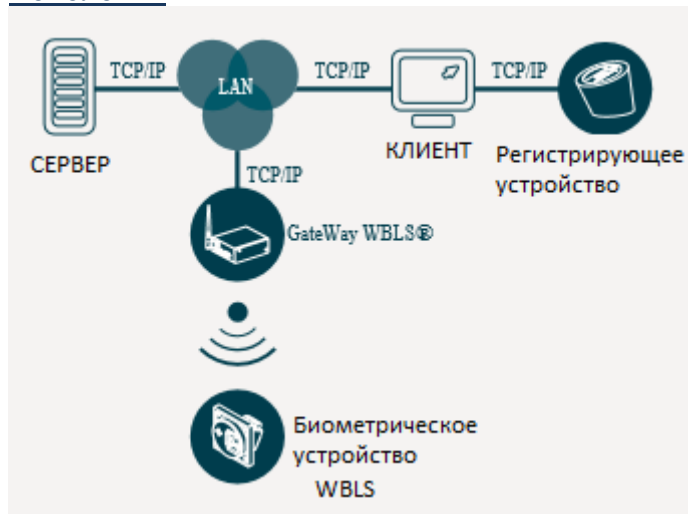 TCP/IP
LAN
TCP/IP
TCP/IP
СЕРВЕР
КЛИЕНТ
Регистрирующее
устройство
TCP/IP
GateWay WBLS®
Биометрическое
устройство
WBLS